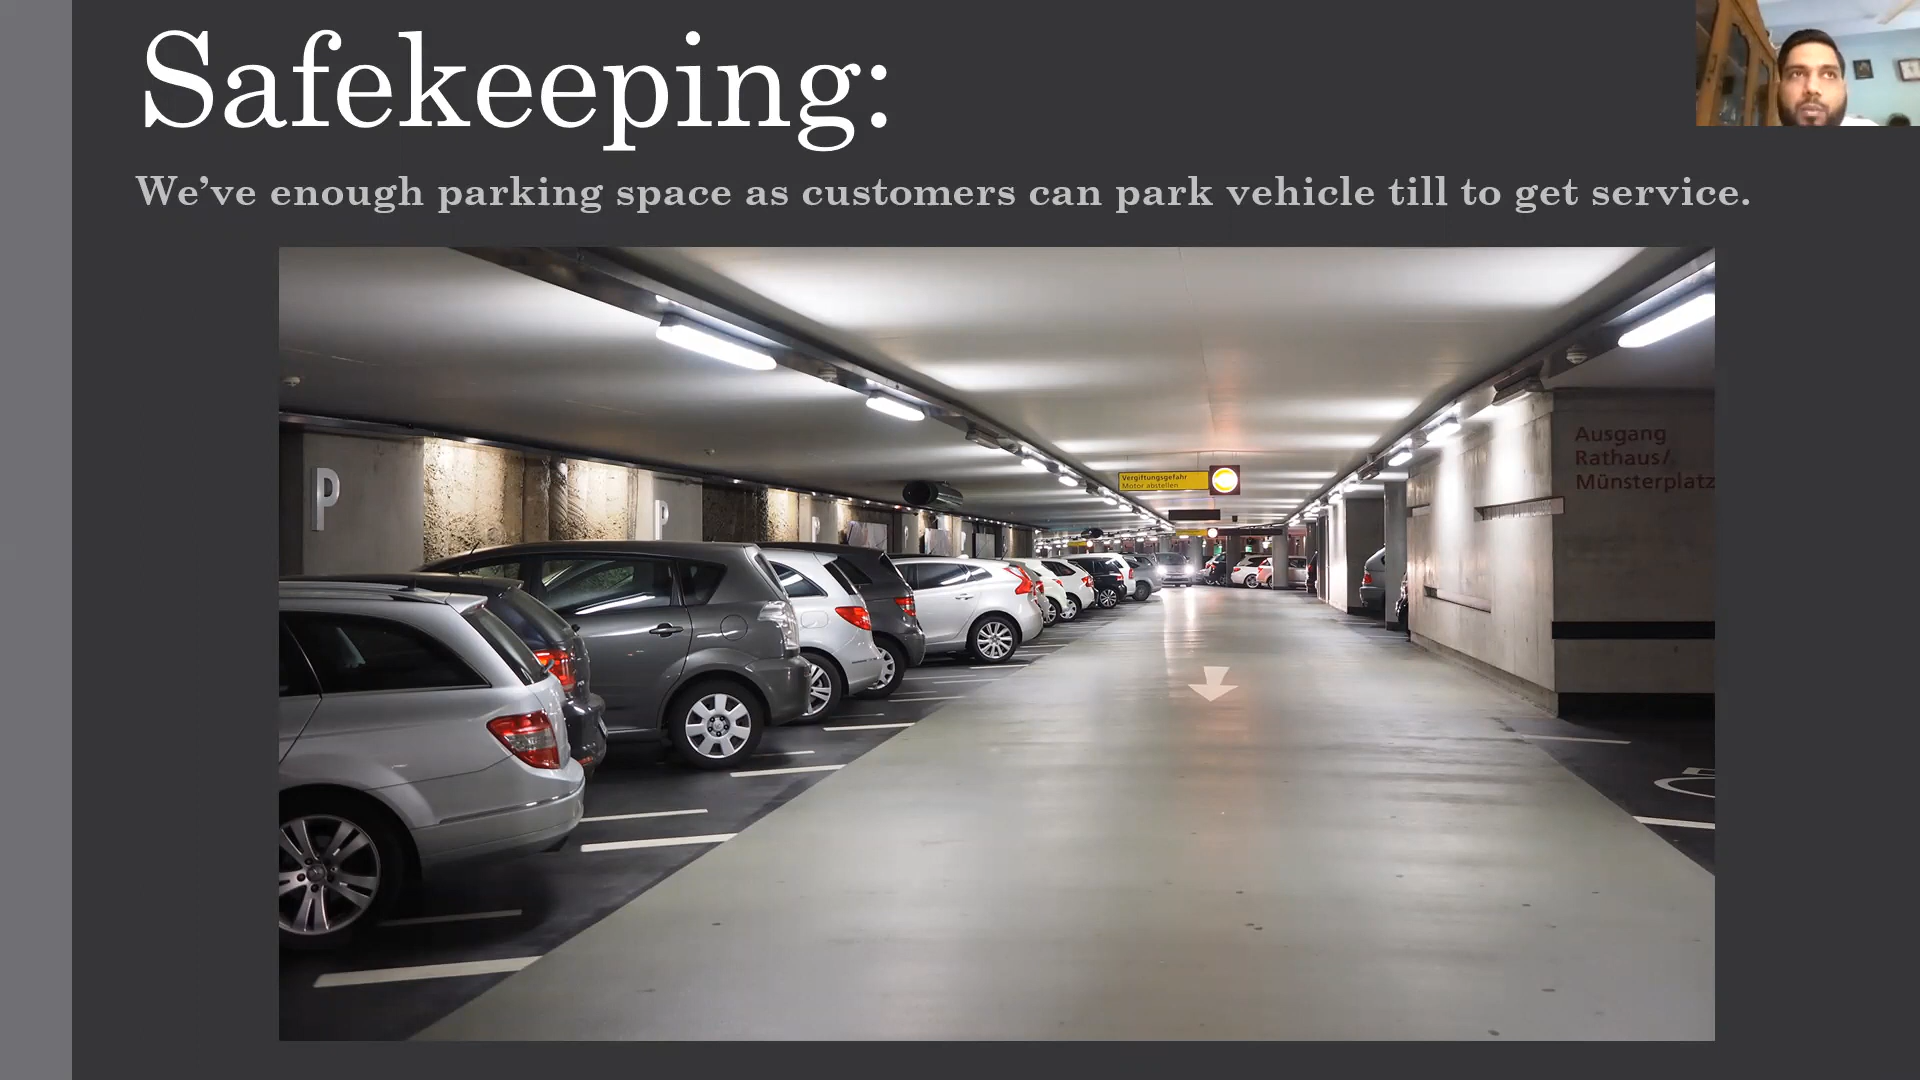 Safekeeping:
We’ve enough parking space as customers can park vehicle till to get service.
P
P
P
Vergiftungsgefahr
Motor abstellen
Ausgang
Rathaus/
Münsterplatz